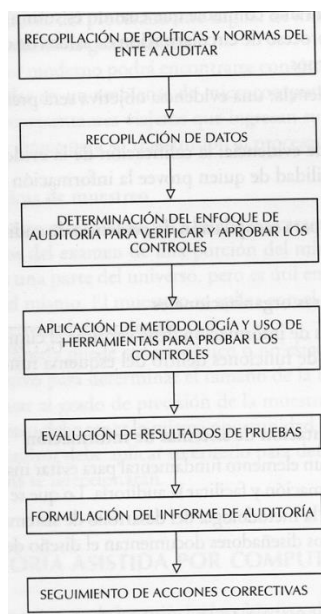 RECOPILACIÓN DE POLÍTICAS Y NORMAS DEL
ENTE A AUDITAR
RECOPILACIÓN DE DATOS
DETERMINACIÓN DEL ENFOQUE DE
AUDITORÍA PARA VERIFICAR Y APROBAR LOS
CONTROLES
APLICACIÓN DE METODOLOGÍA Y USO DE
HERRAMIENTAS PARA PROBAR LOS
CONTROLES
EVALUCIÓN DE RESULTADOS DE PRUEBAS
FORMULACIÓN DEL INFORME DE AUDITORÍA
SEGUIMIENTO DE ACCIONES CORRECTIVAS